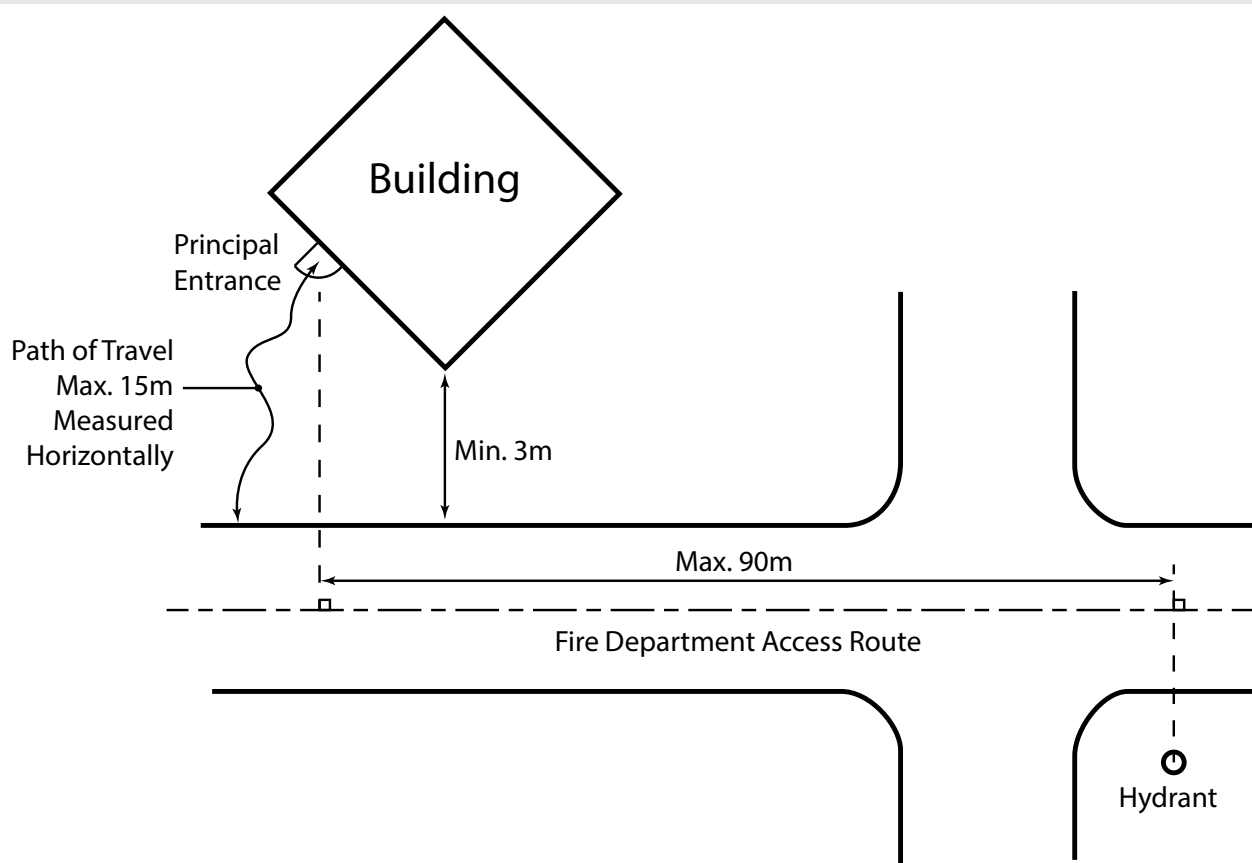 Building
Principal
Entrance
Path of Travel
Max. 15m
Measured
Horizontally
Min. 3m
Max. 90m
Fire Department Access Route
Hydrant